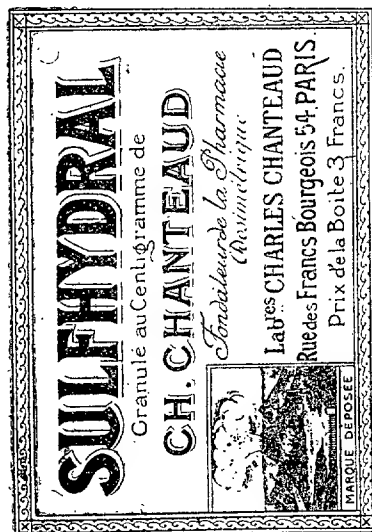 SULFHYDRAL
Granulé au Centigramme de
CH. CHANTEAUD
Fondateur de la Pharmacie
Dosimétrique
Labres CHARLES CHANTEAUD
Rue des Francs Bourgeois 54. PARIS
Prix de la Boite 3 Francs.
MARQUE DÉPOSÉE